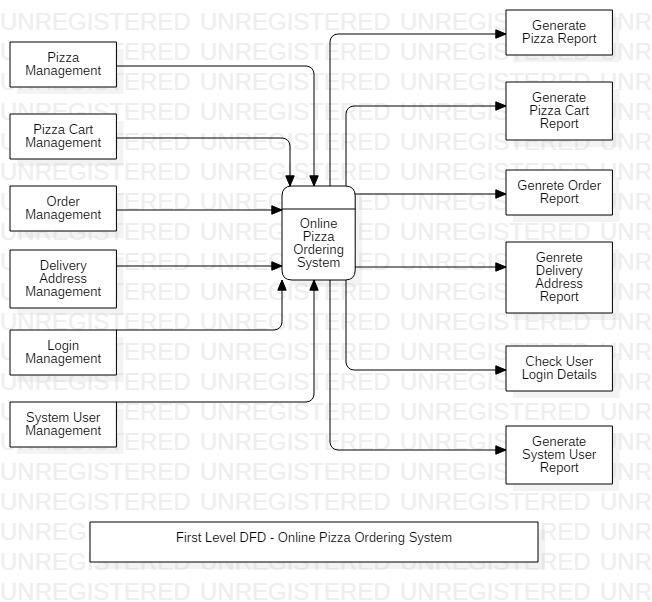 Pizza
Management
Pizza Cart
Management
Order
Management
Delivery
Address
Management
Login
Management
System User
Management
Online
Pizza
Ordering
System
Generate
Pizza Report
Generate
Pizza Cart
Report
Genrete Order
Report
Genrete
Delivery
Address
Report
Check User
Login Details
Generate
System User
Report
First Level DFD - Online Pizza Ordering System
UNREGISTERED